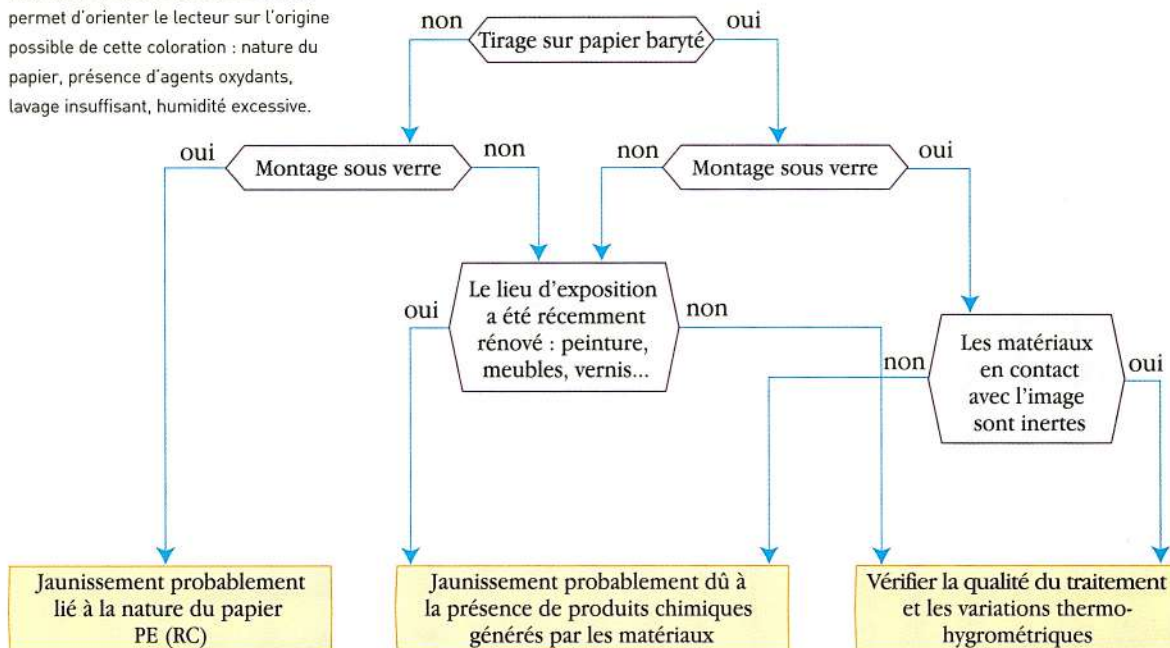 permet d'orienter le lecteur sur l'origine
possible de cette coloration : nature du
papier, présence d'agents oxydants,
lavage insuffisant, humidité excessive.
non
Tirage sur papier baryté
oui
oui
Montage sous verre
non
non
Montage sous verre
oui
oui
Le lieu d'exposition
a été récemment
rénové : peinture,
meubles, vernis...
non
non
Les matériaux
en contact
avec l'image
sont inertes
oui
Jaunissement probablement
lié à la nature du papier
PE (RC)
Jaunissement probablement dû à
la présence de produits chimiques
générés par les matériaux
Vérifier la qualité du traitement
et les variations thermo-
hygrométriques